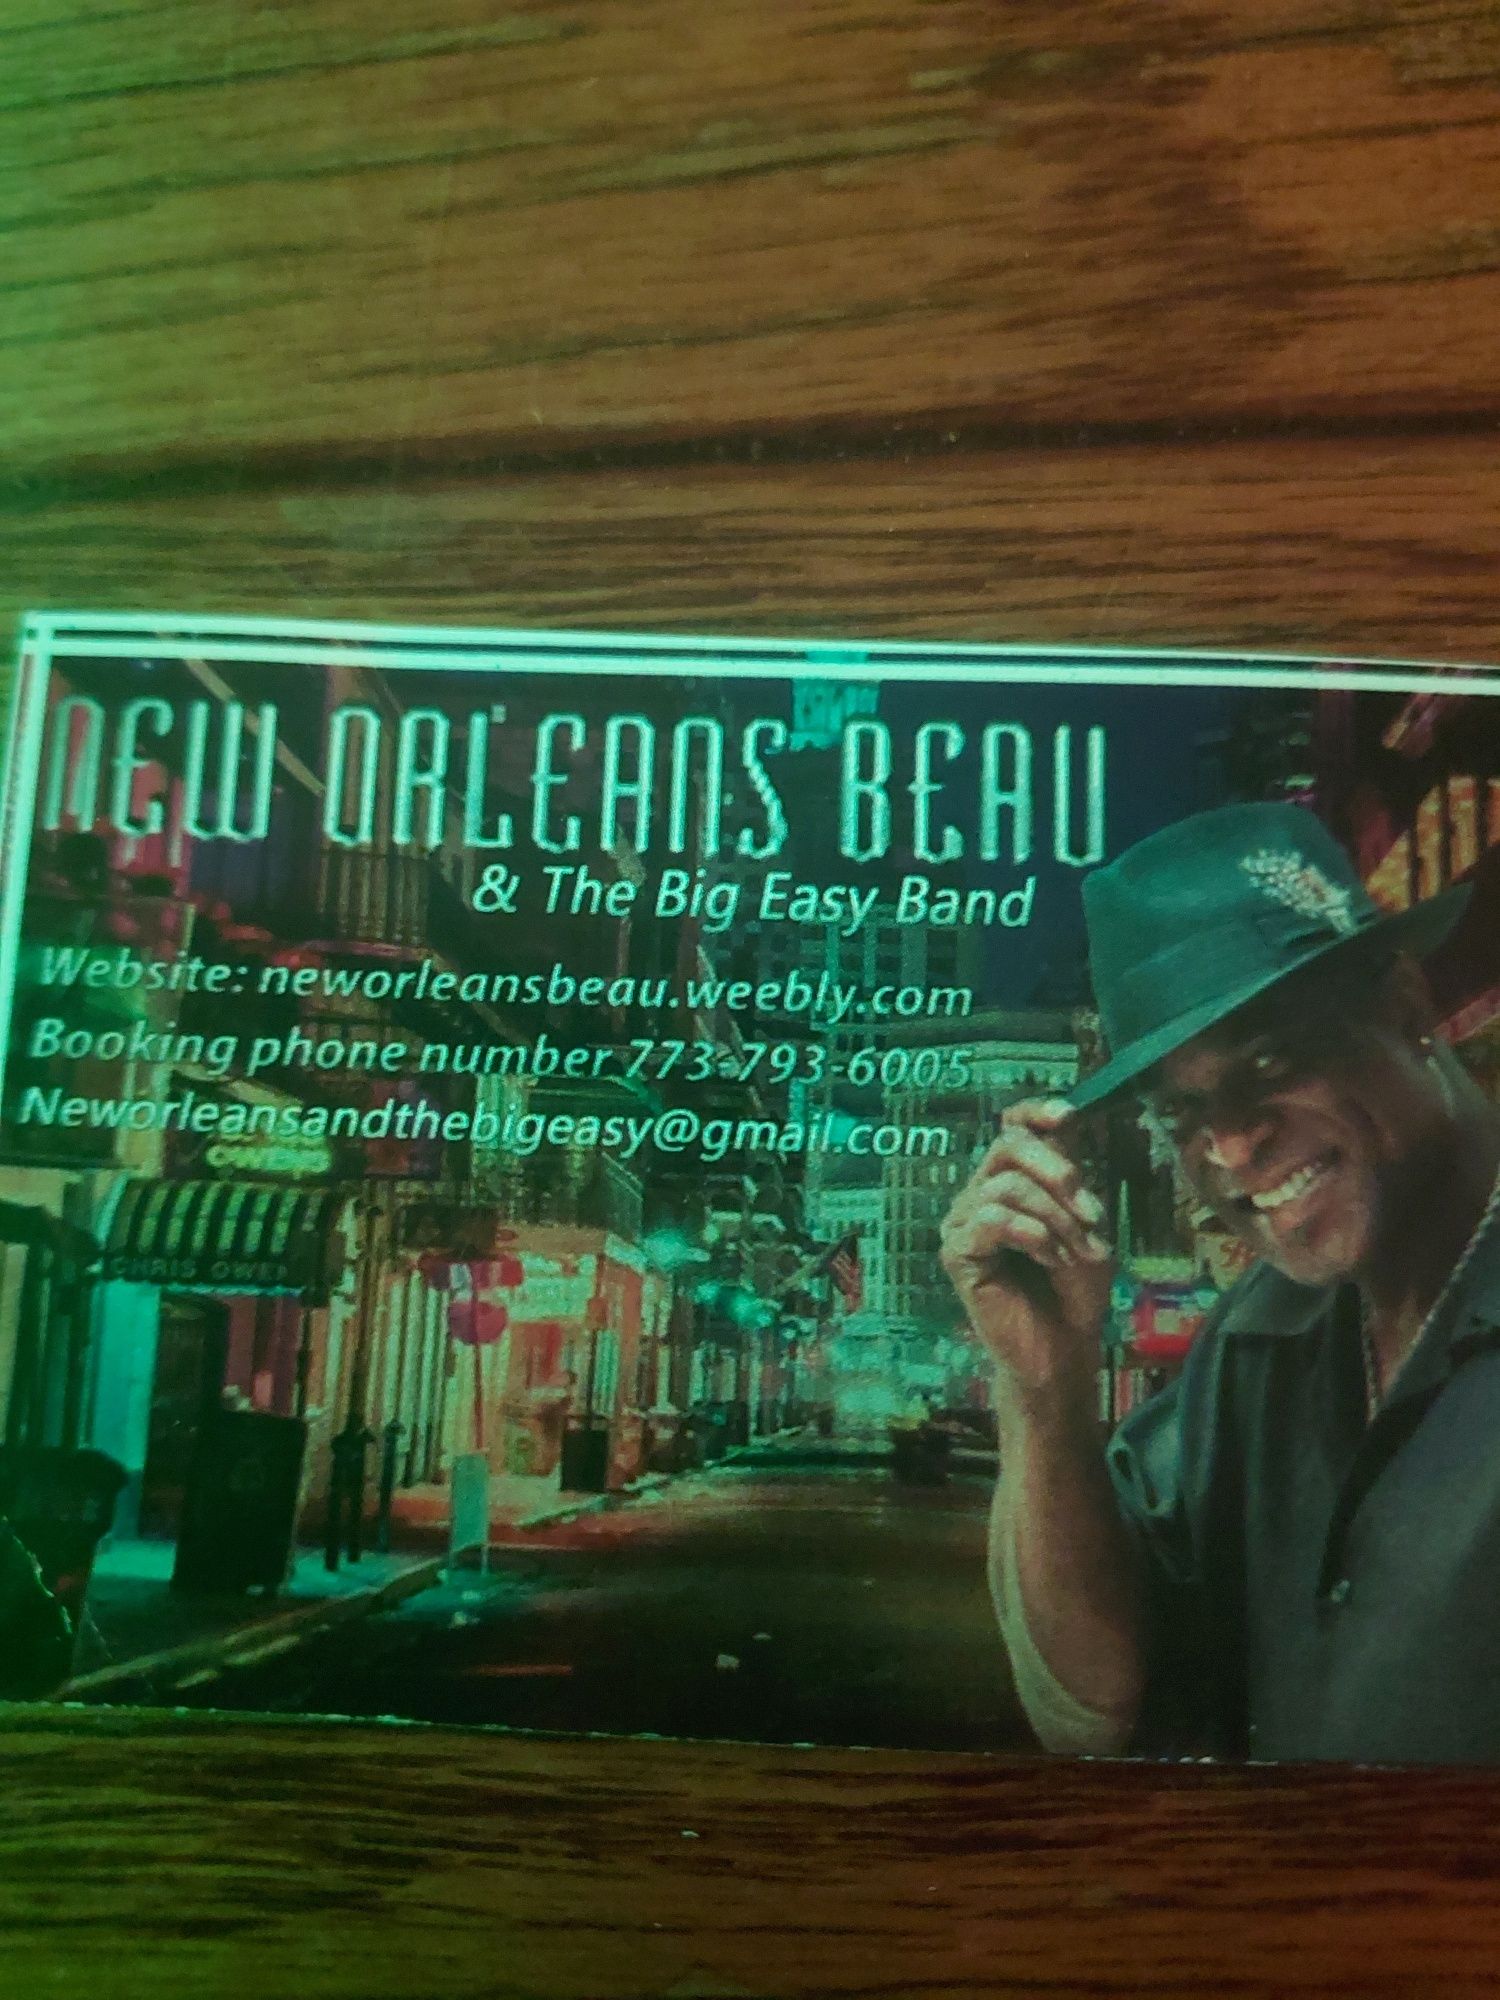 NEW ORLEANS BEAU
& The Big Easy Band
Website: neworleansbeau.weebly.com
Booking phone number 773-793-6005
Neworleansandthebigeasy@gmail.com
OWENS
CHRIS OWEN